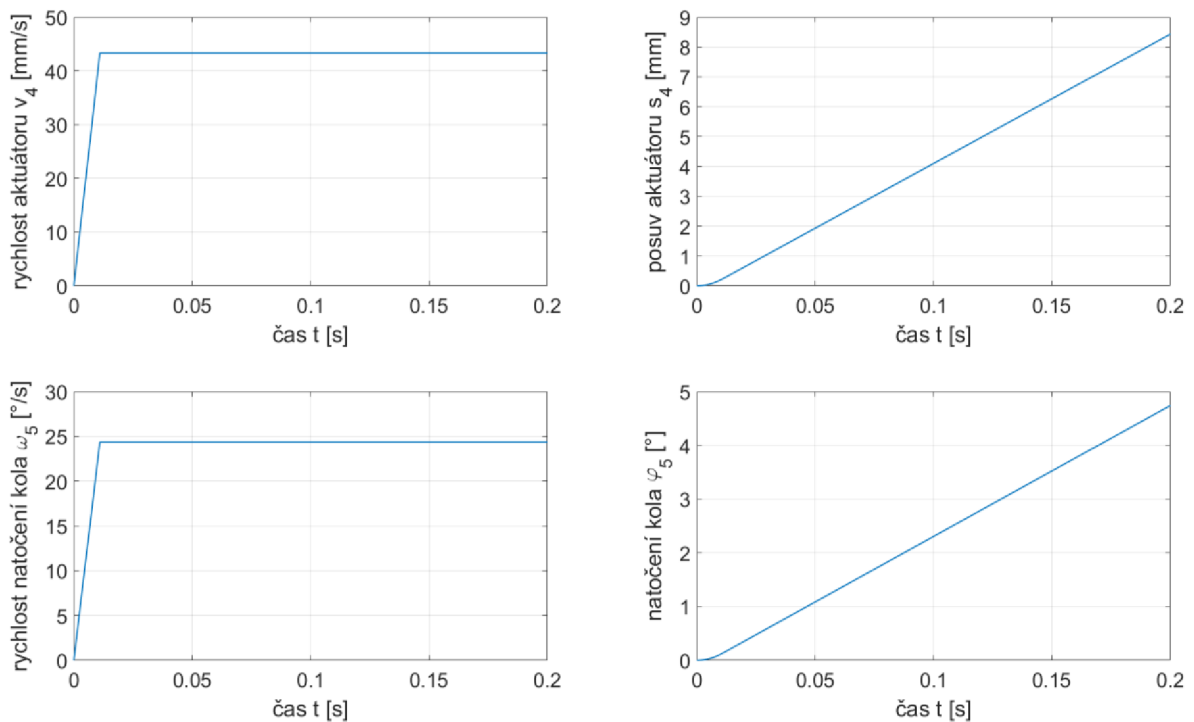 rychlost aktuátoru v4 [mm/s]
50
40
30
20
10
0
0 0.05 0.1 0.15 0.2
čas t [s]
posuv aktuátoru s4 [mm]
9
8
7
6
5
4
3
2
1
0
0 0.05 0.1 0.15 0.2
čas t [s]
rychlost natočení kola ω5 [°/s]
30
25
20
15
10
5
0
0 0.05 0.1 0.15 0.2
čas t [s]
natočení kola φ5 [°]
5
4
3
2
1
0
0 0.05 0.1 0.15 0.2
čas t [s]